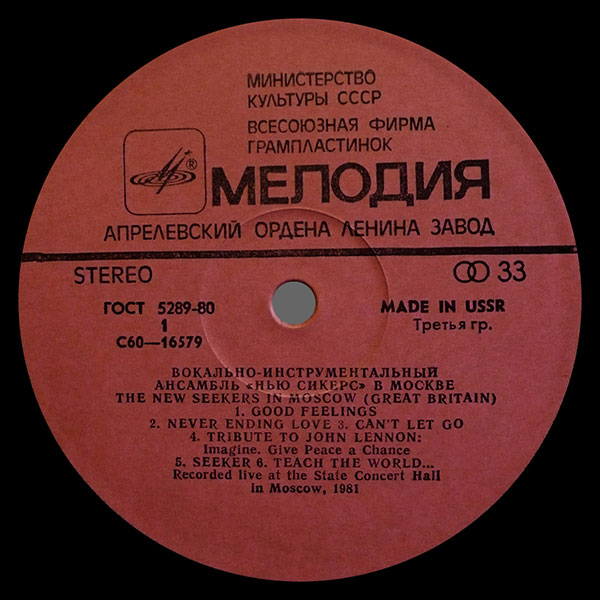 МИНИСТЕРСТВО
КУЛЬТУРЫ СССР
ВСЕСОЮЗНАЯ ФИРМА
ГРАМПЛАСТИНОК
®
МЕЛОДИЯ
АПРЕЛЕВСКИЙ ОРДЕНА ЛЕНИНА ЗАВОД
STEREO
33
ГОСТ 5289-80
1
С60—16579
MADE IN USSR
Третья гр.
ВОКАЛЬНО-ИНСТРУМЕНТАЛЬНЫЙ
АНСАМБЛЬ «НЬЮ СИКЕРС» В МОСКВЕ
THE NEW SEEKERS IN MOSCOW (GREAT BRITAIN)
1. GOOD FEELINGS
2. NEVER ENDING LOVE 3. CAN'T LET GO
4. TRIBUTE TO JOHN LENNON:
Imagine. Give Peace a Chance
5. SEEKER 6. TEACH THE WORLD...
Recorded live at the State Concert Hall
in Moscow, 1981